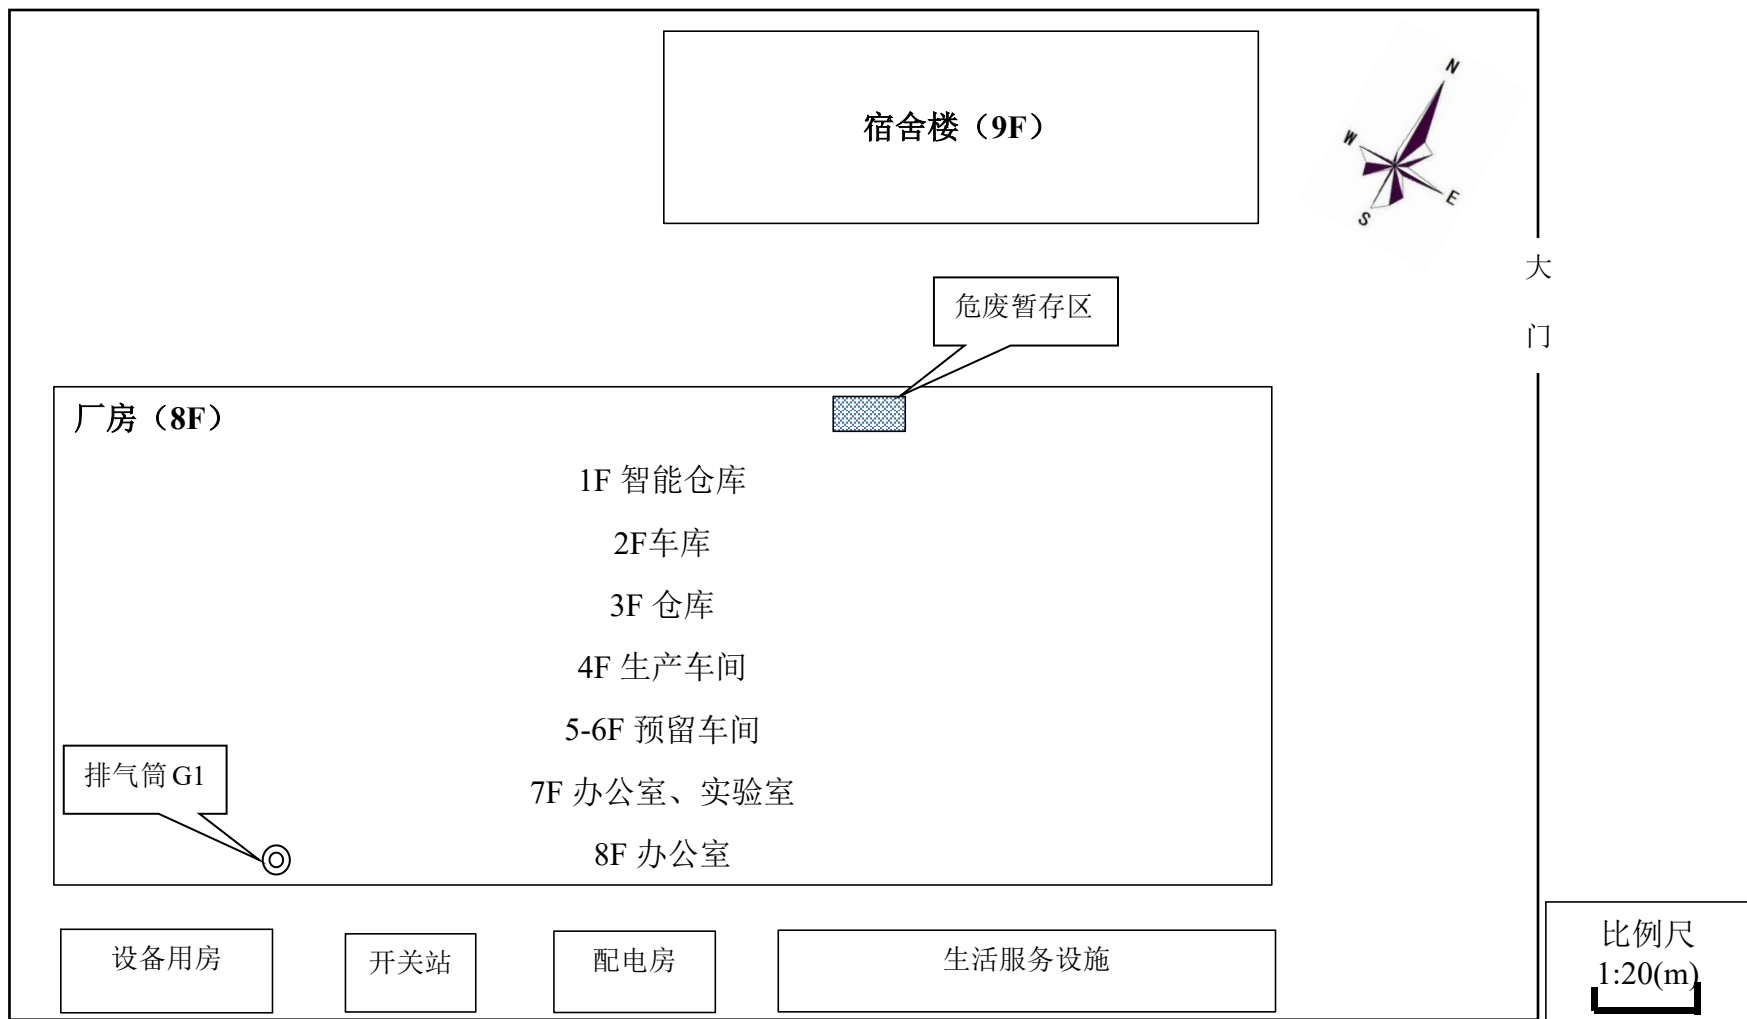 宿舍楼（9F）
N
W
E
S
大
门
危废暂存区
厂房（8F）
1F 智能仓库
2F车库
3F 仓库
4F 生产车间
5-6F 预留车间
排气筒 G1
7F 办公室、实验室
8F 办公室
设备用房
开关站
配电房
生活服务设施
比例尺
1:20(m)